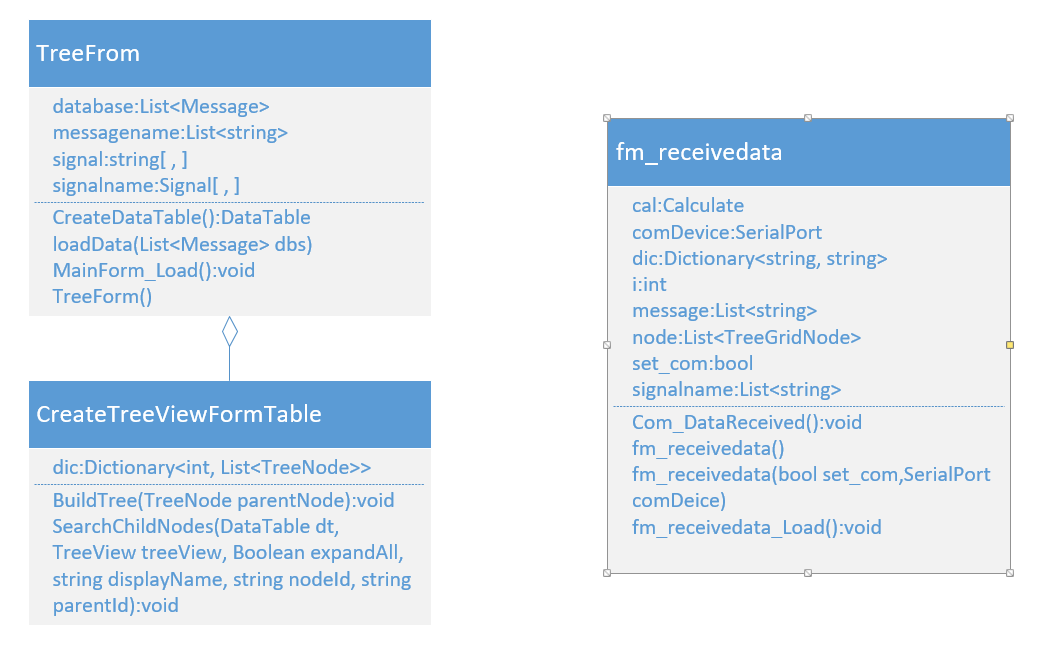 TreeFrom
database:List<Message>
messagename:List<string>
signal:string[ , ]
signalname:Signal[ , ]
CreateDataTable():DataTable
loadData(List<Message> dbs)
MainForm_Load():void
TreeForm()
CreateTreeViewFormTable
dic:Dictionary<int, List<TreeNode>>
BuildTree(TreeNode parentNode):void
SearchChildNodes(DataTable dt,
TreeView treeView, Boolean expandAll,
string displayName, string nodeId, string
parentId):void
fm_receivedata
cal:Calculate
comDevice:SerialPort
dic:Dictionary<string, string>
i:int
message:List<string>
node:List<TreeGridNode>
set_com:bool
signalname:List<string>
Com_DataReceived():void
fm_receivedata()
fm_receivedata(bool set_com,SerialPort
comDeice)
fm_receivedata_Load():void